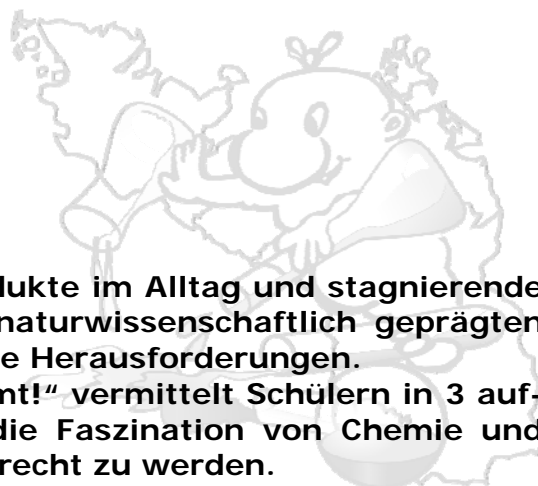 dukte im Alltag und stagnierende
naturwissenschaftlich geprägten
e Herausforderungen.
mt!“ vermittelt Schülern in 3 auf-
die Faszination von Chemie und
recht zu werden.